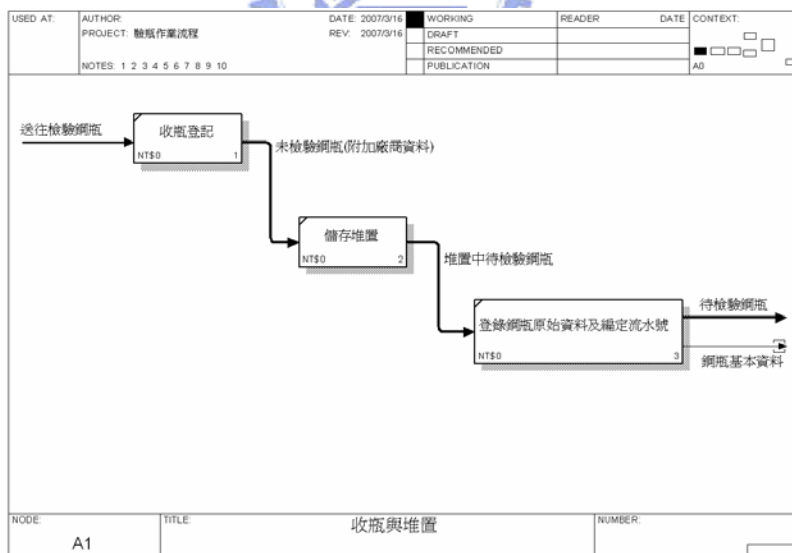 USED AT:
AUTHOR:
DATE: 2007/3/16
PROJECT: 驗瓶作業流程
REV: 2007/3/16
NOTES: 1 2 3 4 5 6 7 8 9 10
WORKING
DRAFT
RECOMMENDED
PUBLICATION
READER
DATE
CONTEXT:
A0
送往檢驗鋼瓶
收瓶登記
NT$0 1
未檢驗鋼瓶(附加廠商資料)
儲存堆置
NT$0 2
堆置中待檢驗鋼瓶
登錄鋼瓶原始資料及編定流水號
NT$0 3
待檢驗鋼瓶
鋼瓶基本資料
NODE:
A1
TITLE:
收瓶與堆置
NUMBER: